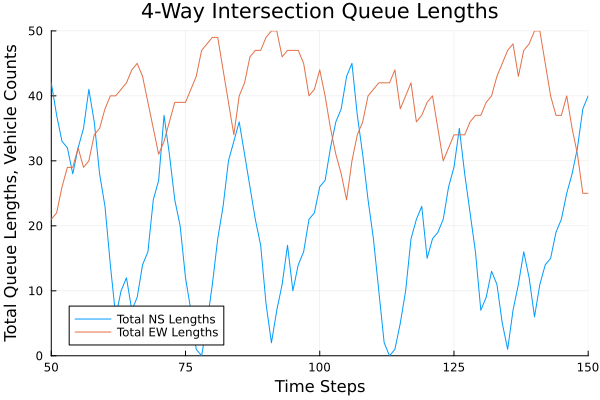 4-Way Intersection Queue Lengths
Total Queue Lengths, Vehicle Counts
50
40
30
20
10
0
Total NS Lengths
Total EW Lengths
50 75 100 125 150
Time Steps